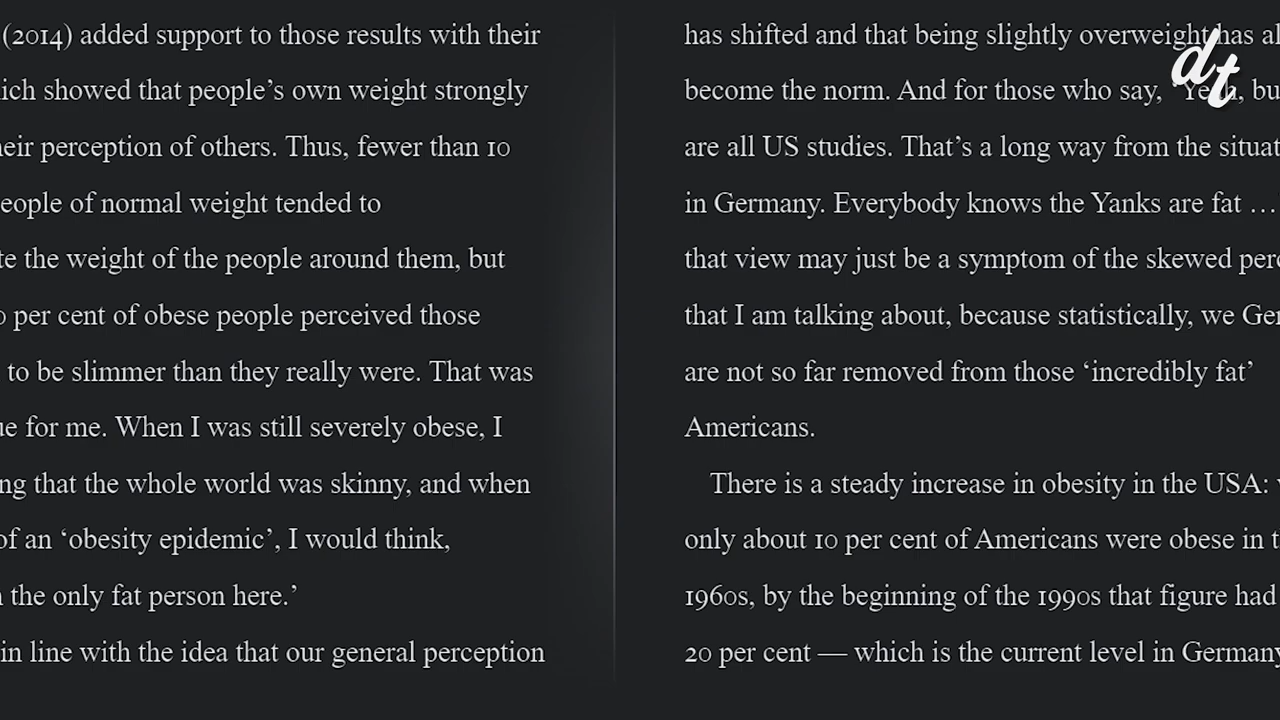 (2014) added support to those results with their
ich showed that people’s own weight strongly
eir perception of others. Thus, fewer than 10
eople of normal weight tended to
te the weight of the people around them, but
0 per cent of obese people perceived those
to be slimmer than they really were. That was
ue for me. When I was still severely obese, I
ng that the whole world was skinny, and when
of an ‘obesity epidemic’, I would think,
the only fat person here.’
in line with the idea that our general perception
has shifted and that being slightly overweight has al
become the norm. And for those who say, ‘Yeah, bu
are all US studies. That’s a long way from the situat
in Germany. Everybody knows the Yanks are fat …
that view may just be a symptom of the skewed perc
that I am talking about, because statistically, we Ger
are not so far removed from those ‘incredibly fat’
Americans.
There is a steady increase in obesity in the USA:
only about 10 per cent of Americans were obese in t
1960s, by the beginning of the 1990s that figure had
20 per cent — which is the current level in Germany
dt